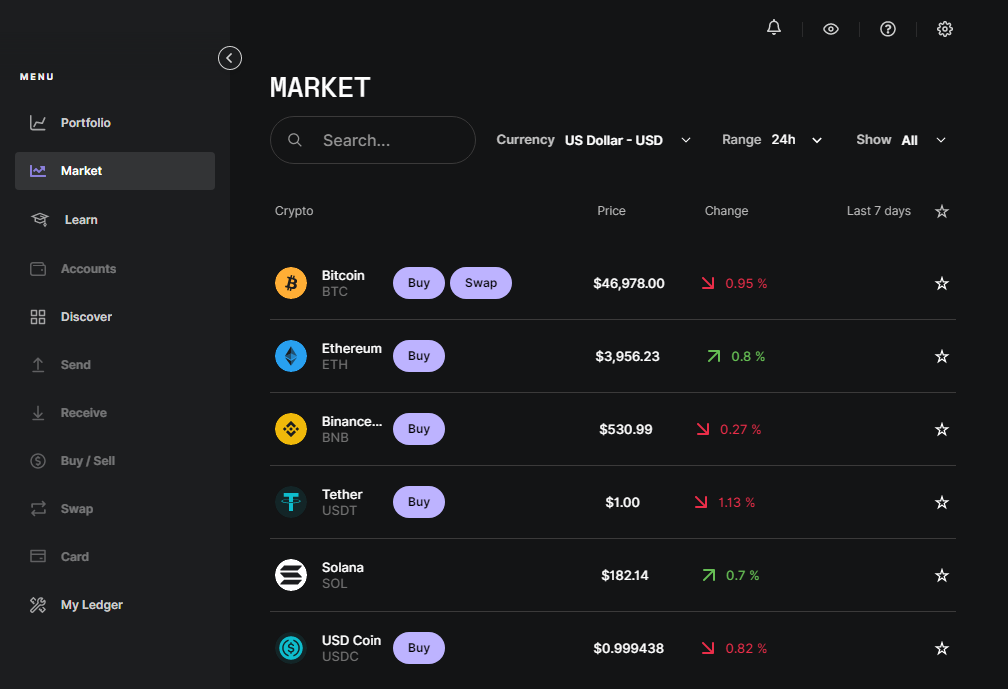 MENU
Portfolio
Market
Learn
Accounts
Discover
Send
Receive
Buy / Sell
Swap
Card
My Ledger
MARKET
Search... Currency US Dollar - USD Range 24h Show All
Crypto Price Change Last 7 days
Bitcoin
BTC
Buy Swap $46,978.00 0.95 %
Ethereum
ETH
Buy $3,956.23 0.8 %
Binance...
BNB
Buy $530.99 0.27 %
Tether
USDT
Buy $1.00 1.13 %
Solana
SOL
$182.14 0.7 %
USD Coin
USDC
Buy $0.999438 0.82 %